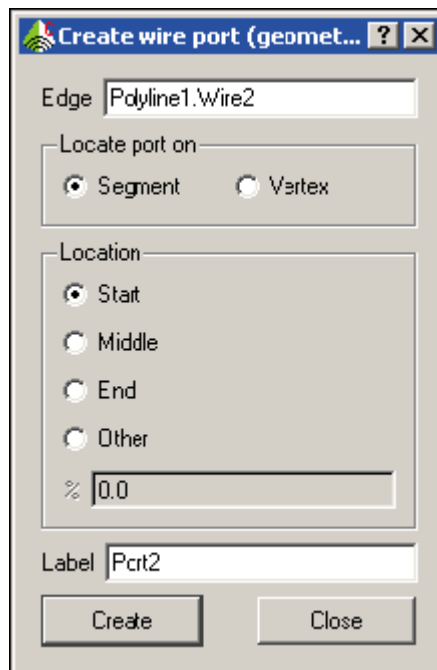 Create wire port (geomet...
Edge Polyline1.Wire2
Locate port on
Segment Vertex
Location
Start
Middle
End
Other
% 0.0
Label Port2
Create Close